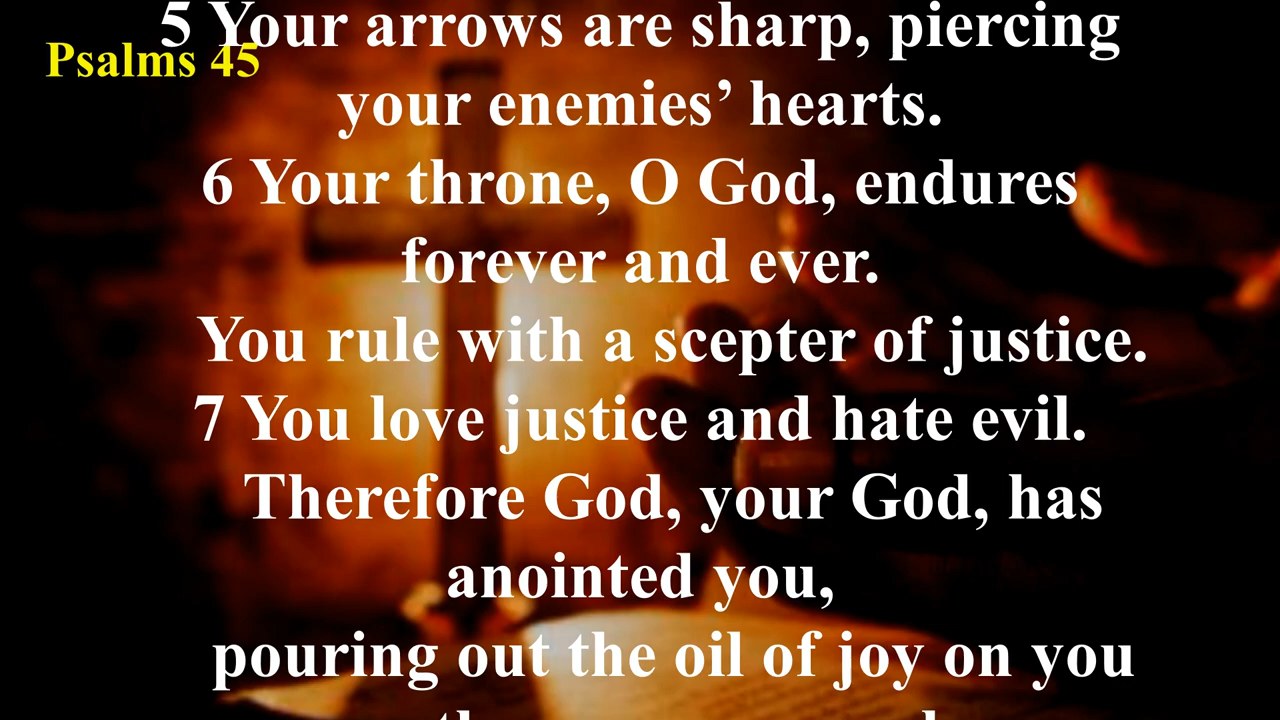 5 Your arrows are sharp, piercing
Psalms 45
your enemies’ hearts.
6 Your throne, O God, endures
forever and ever.
You rule with a scepter of justice.
7 You love justice and hate evil.
Therefore God, your God, has
anointed you,
pouring out the oil of joy on you